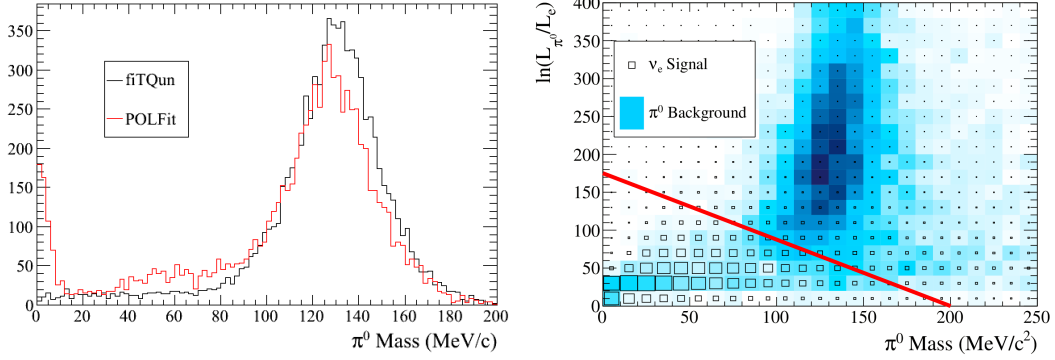 350
300
250
200
150
100
50
0
fiTQun
POLFit
0 20 40 60 80 100 120 140 160 180 200
π⁰ Mass (MeV/c)
ln(L_π⁰/L_e)
400
350
300
250
200
150
100
50
0
ν_e Signal
π⁰ Background
0 50 100 150 200 250
π⁰ Mass (MeV/c²)